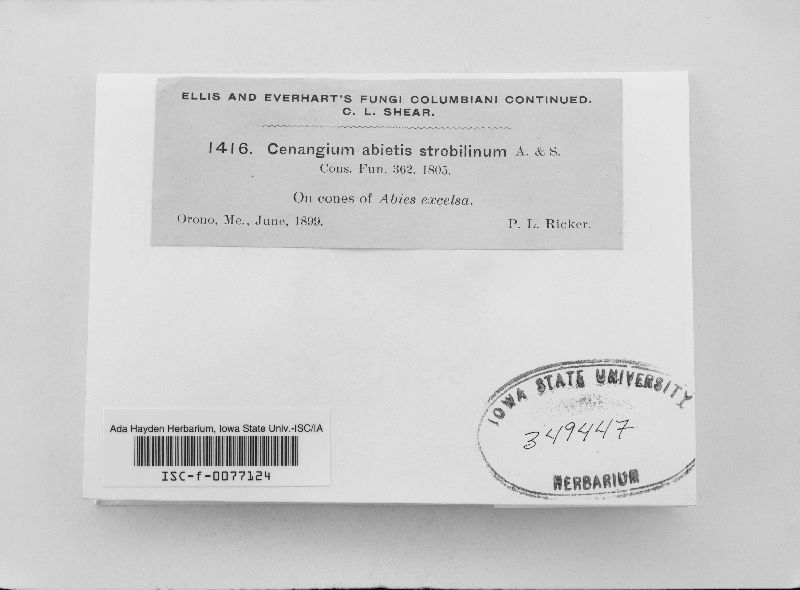 ELLIS AND EVERHART'S FUNGI COLUMBIANI CONTINUED.
C. L. SHEAR.
1416. Cenangium abietis strobilinum A. & S.
Cons. Fun. 362. 1805.
On cones of Abies excelsa.
Orono, Me., June, 1899. P. L. Ricker.
IOWA STATE UNIVERSITY
349447
HERBARIUM
Ada Hayden Herbarium, Iowa State Univ.-ISC/IA
ISC-f-0077124